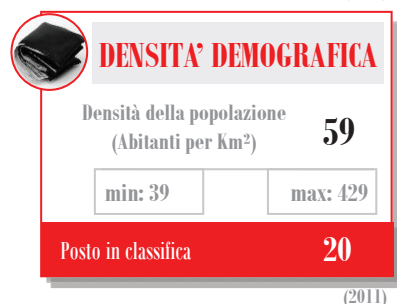 DENSITA’ DEMOGRAFICA
Densità della popolazione
(Abitanti per Km²)
59
min: 39
max: 429
Posto in classifica
20
(2011)